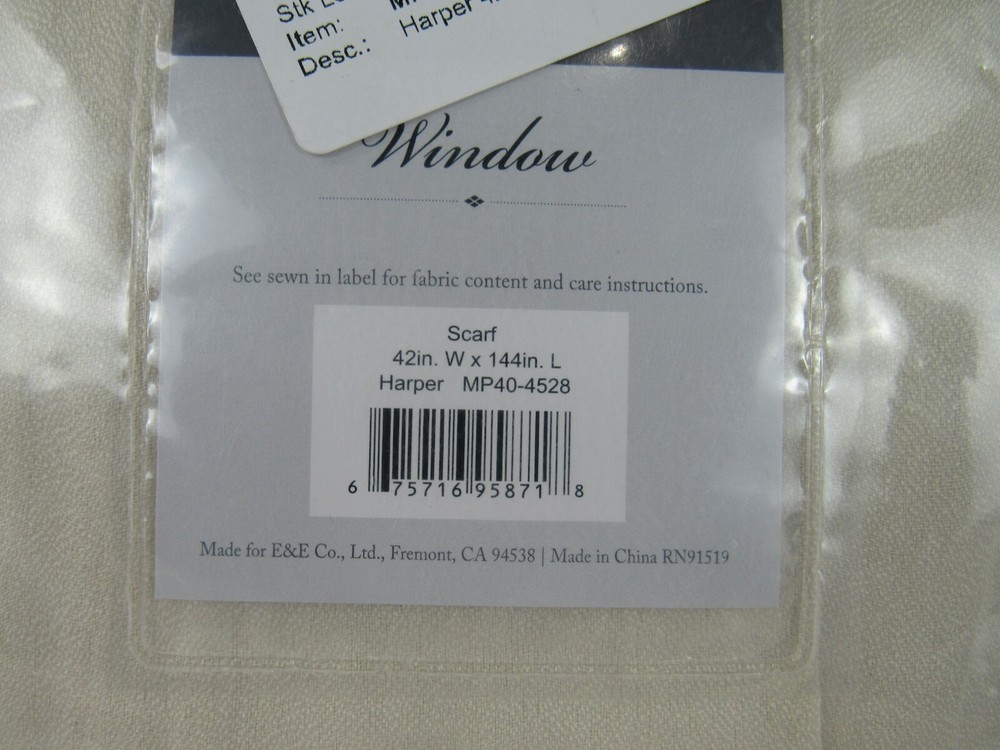 Stk
Item:
Desc.: Harper
Window
See sewn in label for fabric content and care instructions.
Scarf
42in. W x 144in. L
Harper MP40-4528
6 75716 95871 8
Made for E&E Co., Ltd., Fremont, CA 94538 | Made in China RN91519